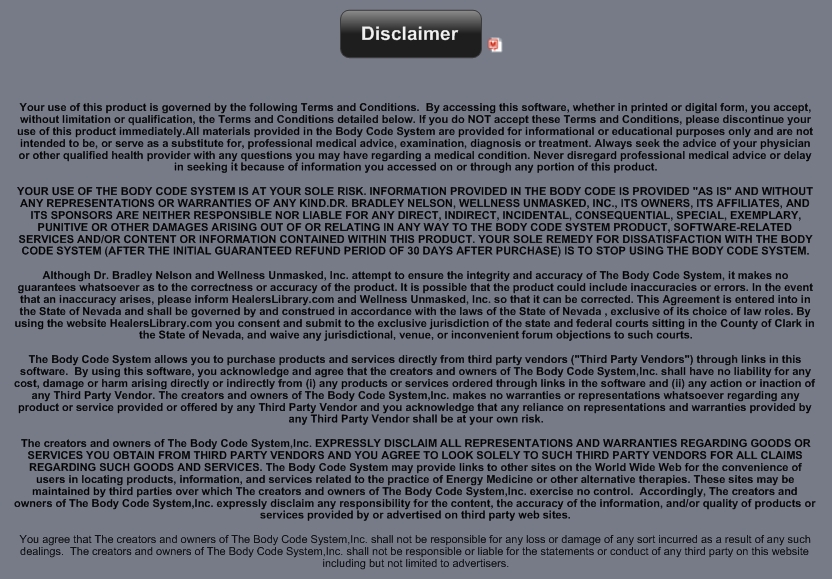 Disclaimer
Your use of this product is governed by the following Terms and Conditions.  By accessing this software, whether in printed or digital form, you accept,
without limitation or qualification, the Terms and Conditions detailed below. If you do NOT accept these Terms and Conditions, please discontinue your
use of this product immediately.All materials provided in the Body Code System are provided for informational or educational purposes only and are not
intended to be, or serve as a substitute for, professional medical advice, examination, diagnosis or treatment. Always seek the advice of your physician
or other qualified health provider with any questions you may have regarding a medical condition. Never disregard professional medical advice or delay
in seeking it because of information you accessed on or through any portion of this product.
YOUR USE OF THE BODY CODE SYSTEM IS AT YOUR SOLE RISK. INFORMATION PROVIDED IN THE BODY CODE IS PROVIDED "AS IS" AND WITHOUT
ANY REPRESENTATIONS OR WARRANTIES OF ANY KIND.DR. BRADLEY NELSON, WELLNESS UNMASKED, INC., ITS OWNERS, ITS AFFILIATES, AND
ITS SPONSORS ARE NEITHER RESPONSIBLE NOR LIABLE FOR ANY DIRECT, INDIRECT, INCIDENTAL, CONSEQUENTIAL, SPECIAL, EXEMPLARY,
PUNITIVE OR OTHER DAMAGES ARISING OUT OF OR RELATING IN ANY WAY TO THE BODY CODE SYSTEM PRODUCT, SOFTWARE-RELATED
SERVICES AND/OR CONTENT OR INFORMATION CONTAINED WITHIN THIS PRODUCT. YOUR SOLE REMEDY FOR DISSATISFACTION WITH THE BODY
CODE SYSTEM (AFTER THE INITIAL GUARANTEED REFUND PERIOD OF 30 DAYS AFTER PURCHASE) IS TO STOP USING THE BODY CODE SYSTEM.
Although Dr. Bradley Nelson and Wellness Unmasked, Inc. attempt to ensure the integrity and accuracy of The Body Code System, it makes no
guarantees whatsoever as to the correctness or accuracy of the product. It is possible that the product could include inaccuracies or errors. In the event
that an inaccuracy arises, please inform HealersLibrary.com and Wellness Unmasked, Inc. so that it can be corrected. This Agreement is entered into in
the State of Nevada and shall be governed by and construed in accordance with the laws of the State of Nevada , exclusive of its choice of law roles. By
using the website HealersLibrary.com you consent and submit to the exclusive jurisdiction of the state and federal courts sitting in the County of Clark in
the State of Nevada, and waive any jurisdictional, venue, or inconvenient forum objections to such courts.
The Body Code System allows you to purchase products and services directly from third party vendors ("Third Party Vendors") through links in this
software.  By using this software, you acknowledge and agree that the creators and owners of The Body Code System,Inc. shall have no liability for any
cost, damage or harm arising directly or indirectly from (i) any products or services ordered through links in the software and (ii) any action or inaction of
any Third Party Vendor. The creators and owners of The Body Code System,Inc. makes no warranties or representations whatsoever regarding any
product or service provided or offered by any Third Party Vendor and you acknowledge that any reliance on representations and warranties provided by
any Third Party Vendor shall be at your own risk.
The creators and owners of The Body Code System,Inc. EXPRESSLY DISCLAIM ALL REPRESENTATIONS AND WARRANTIES REGARDING GOODS OR
SERVICES YOU OBTAIN FROM THIRD PARTY VENDORS AND YOU AGREE TO LOOK SOLELY TO SUCH THIRD PARTY VENDORS FOR ALL CLAIMS
REGARDING SUCH GOODS AND SERVICES. The Body Code System may provide links to other sites on the World Wide Web for the convenience of
users in locating products, information, and services related to the practice of Energy Medicine or other alternative therapies. These sites may be
maintained by third parties over which The creators and owners of The Body Code System,Inc. exercise no control.  Accordingly, The creators and
owners of The Body Code System,Inc. expressly disclaim any responsibility for the content, the accuracy of the information, and/or quality of products or
services provided by or advertised on third party web sites.
You agree that The creators and owners of The Body Code System,Inc. shall not be responsible for any loss or damage of any sort incurred as a result of any such
dealings.  The creators and owners of The Body Code System,Inc. shall not be responsible or liable for the statements or conduct of any third party on this website
including but not limited to advertisers.